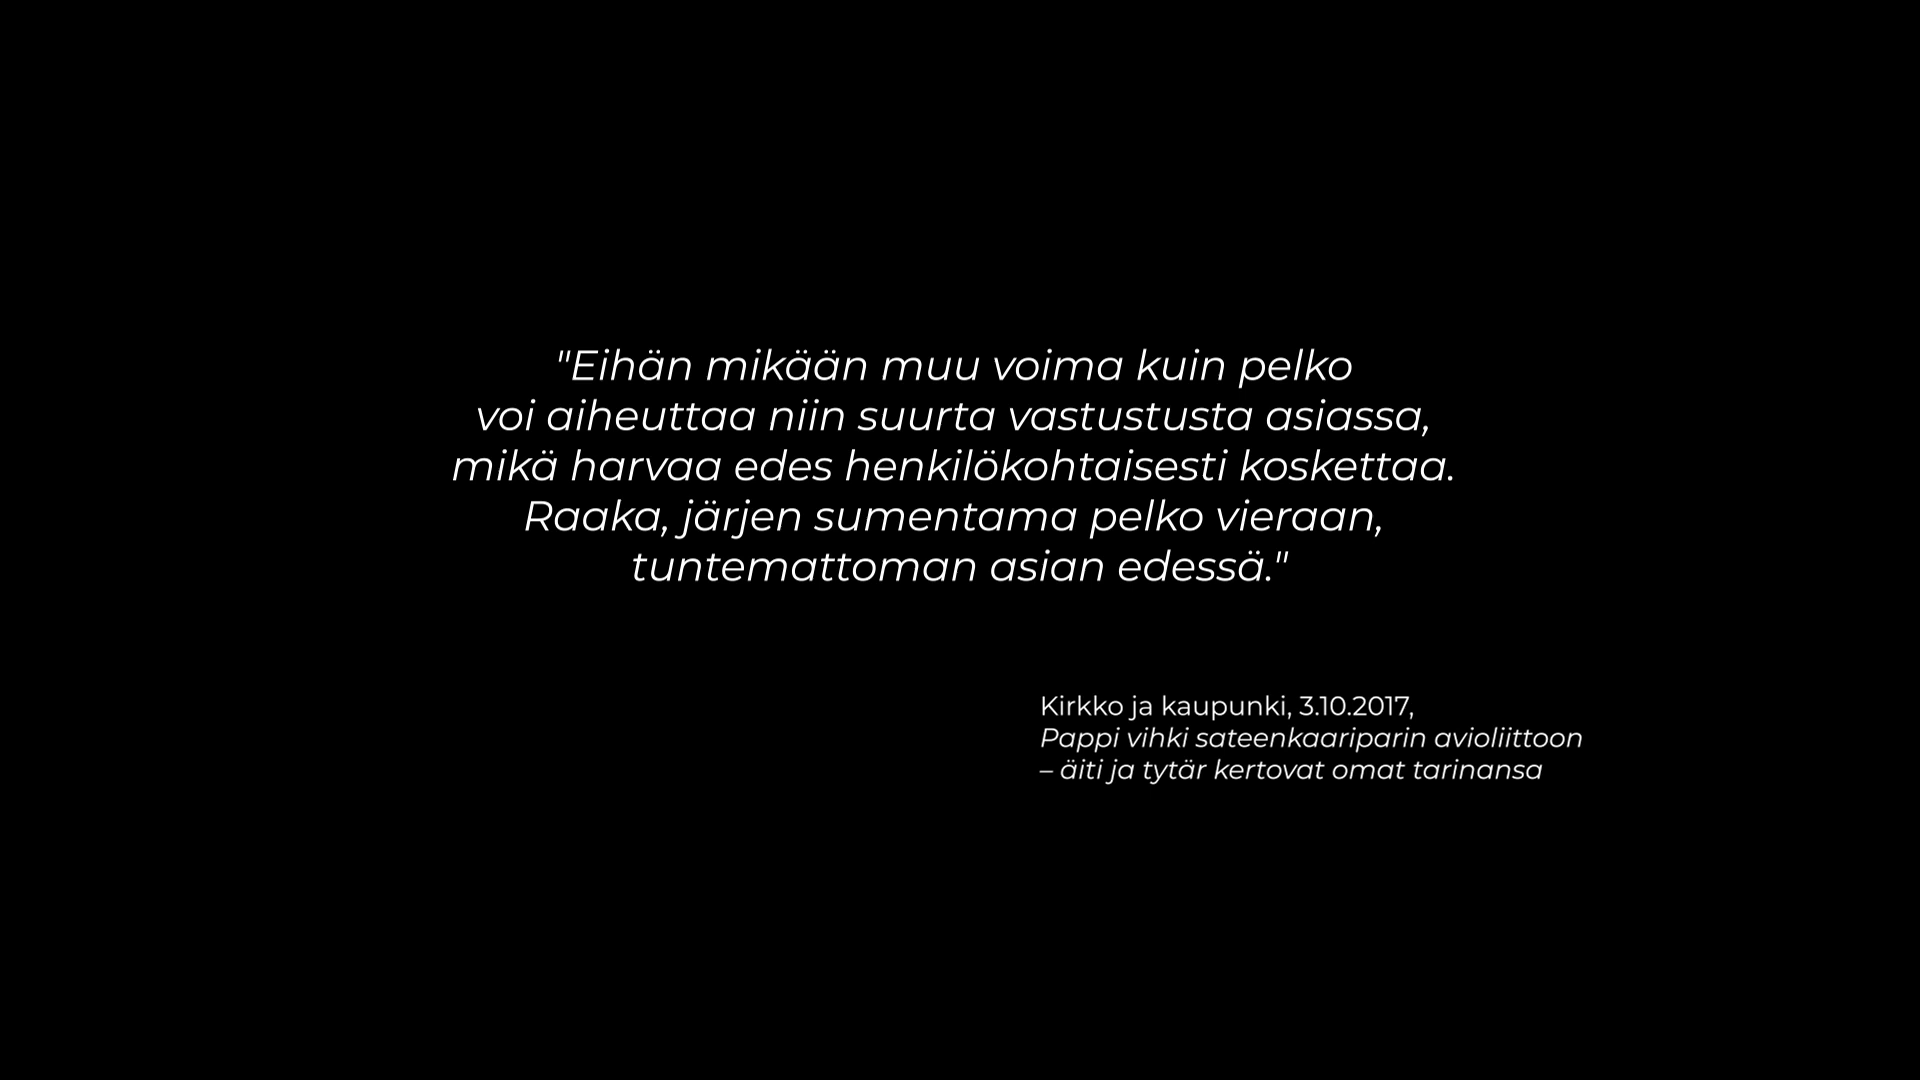 "Eihän mikään muu voima kuin pelko
voi aiheuttaa niin suurta vastustusta asiassa,
mikä harvaa edes henkilökohtaisesti koskettaa.
Raaka, järjen sumentama pelko vieraan,
tuntemattoman asian edessä."
Kirkko ja kaupunki, 3.10.2017,
Pappi vihki sateenkaariparin avioliittoon
– äiti ja tytär kertovat omat tarinansa